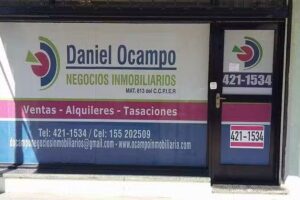 Daniel Ocampo
NEGOCIOS INMOBILIARIOS
MAT. 813 del C.C.P.I.E.R
Ventas - Alquileres - Tasaciones
Tel: 421-1534 / Cel: 155 202509
docamponegociosinmobiliarios@gmail.com - www.ocampoinmobiliaria.com
421-1534
421-1534